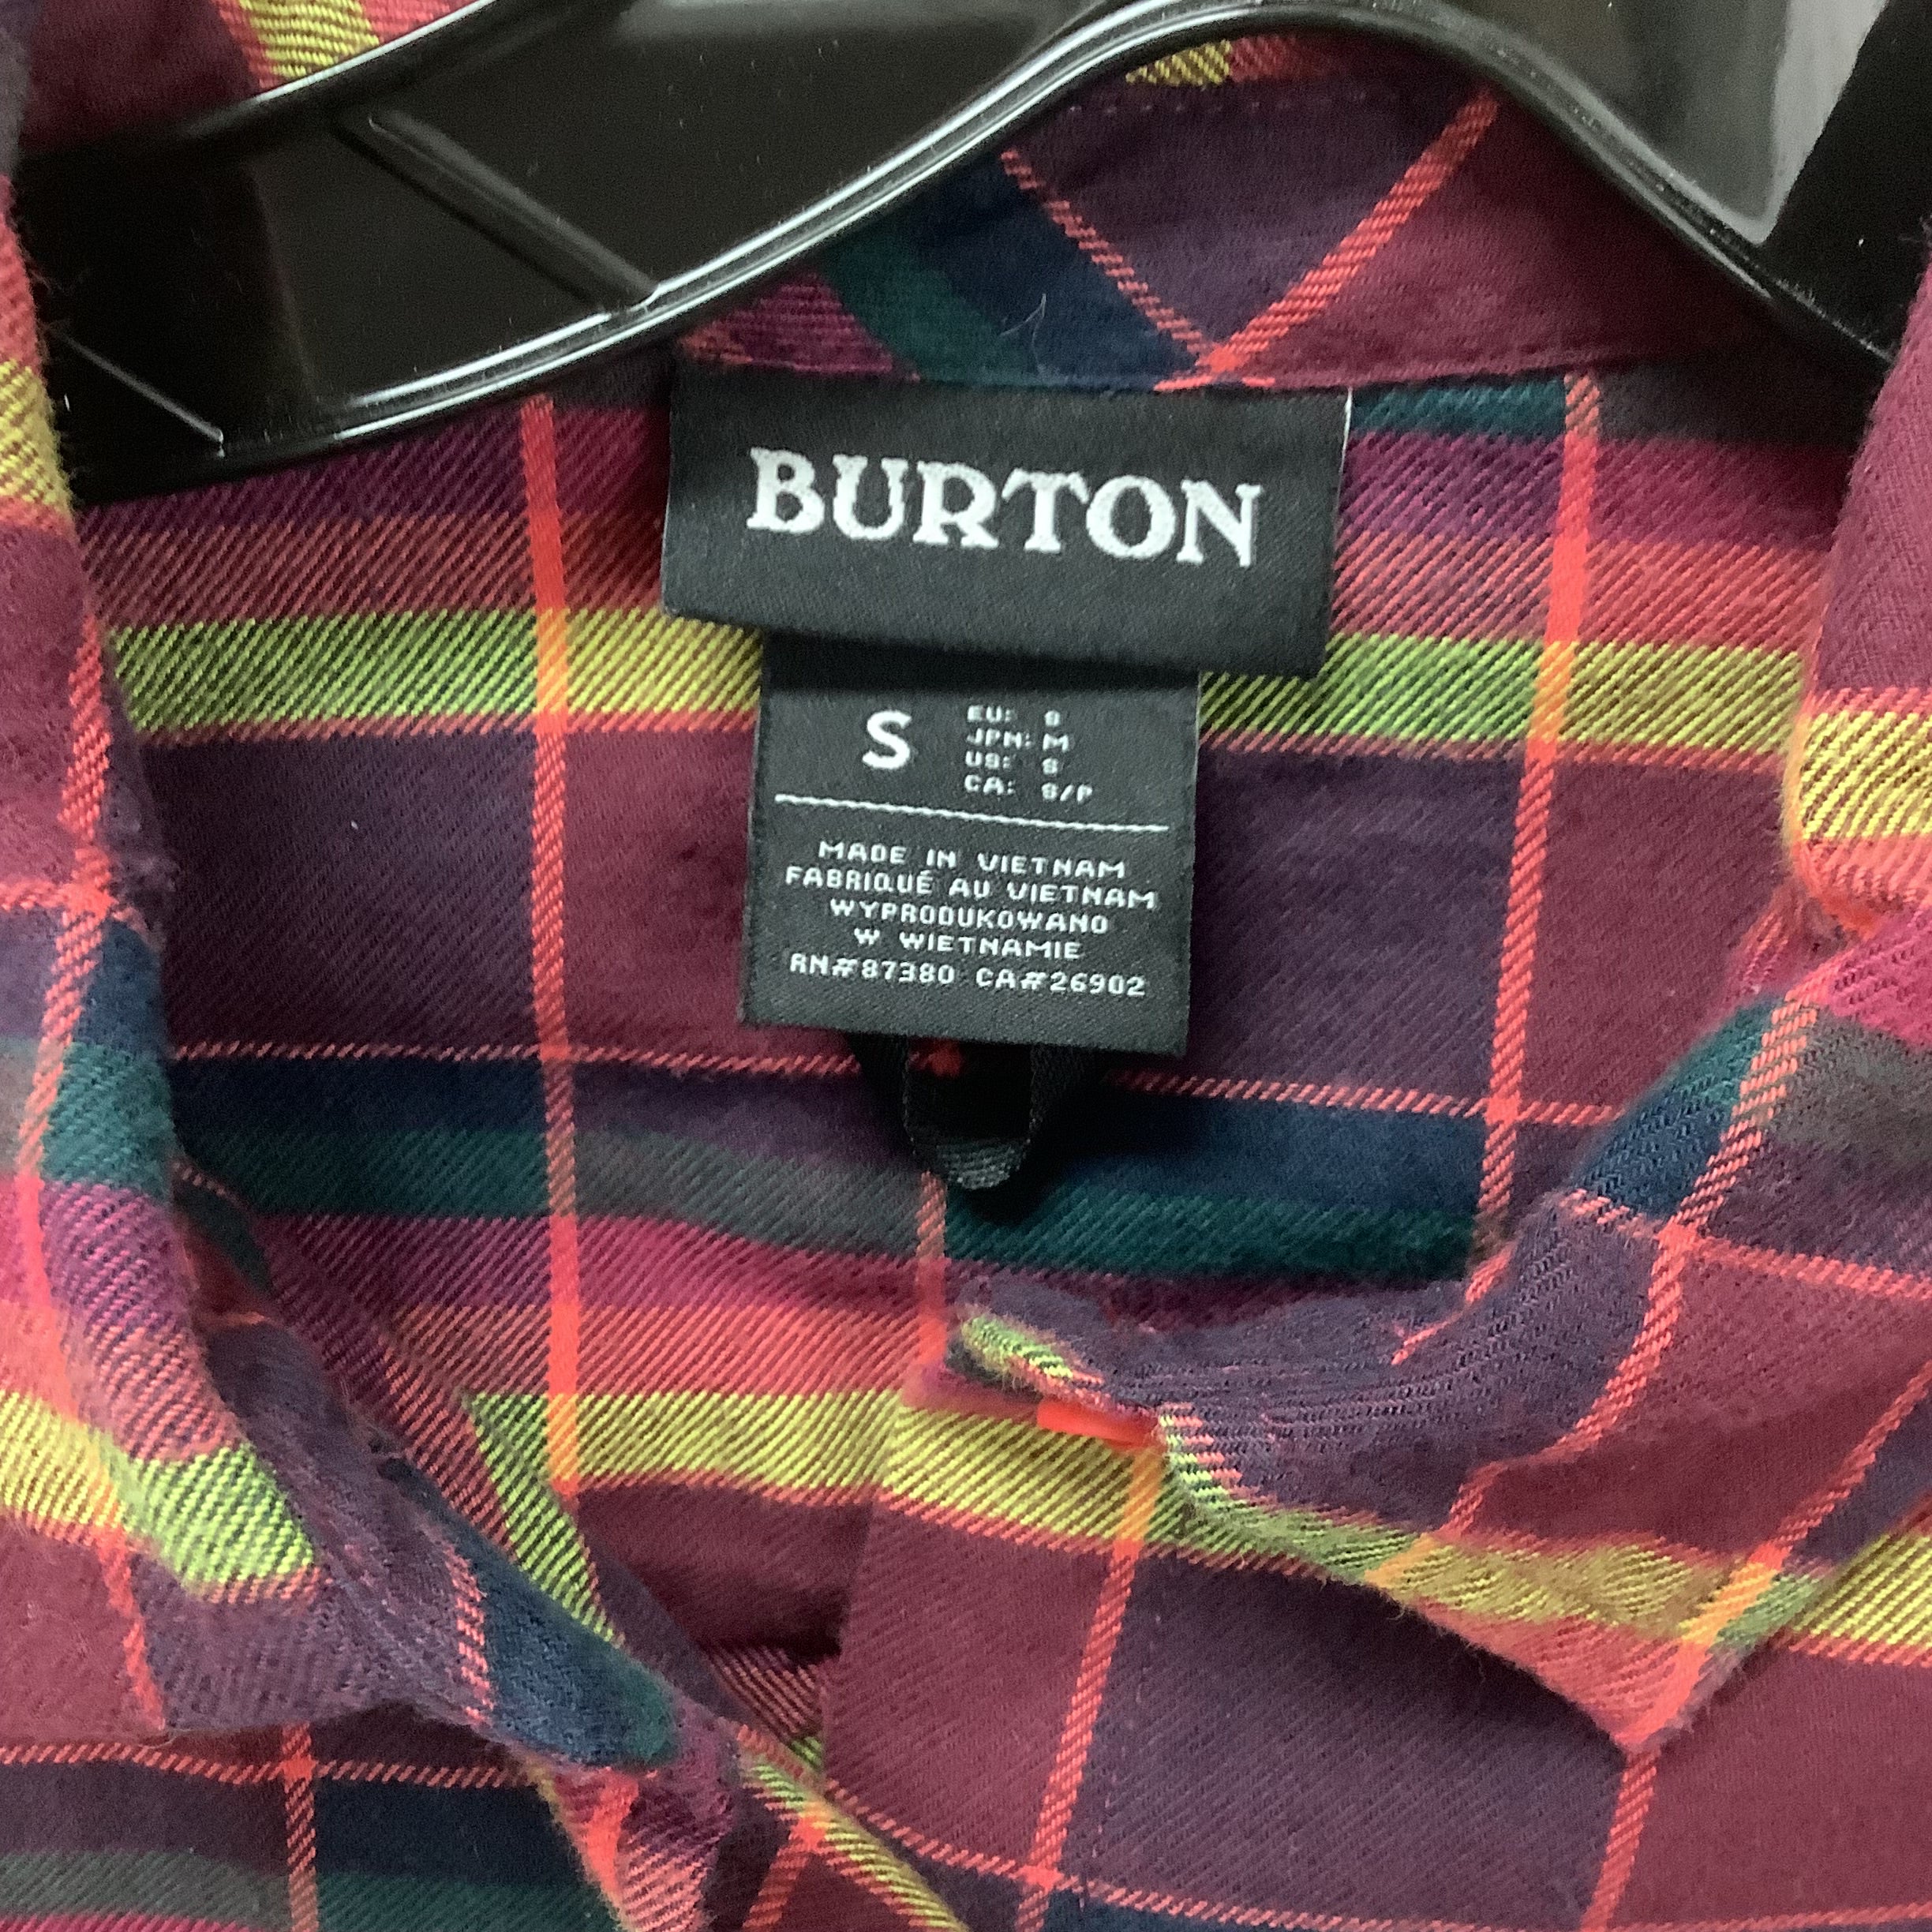 BURTON
S
EU: S
JPN: M
US: S
CA: S/P
MADE IN VIETNAM
FABRIQUÉ AU VIETNAM
WYPRODUKOWANO
W WIETNAMIE
RN#87380 CA#26902